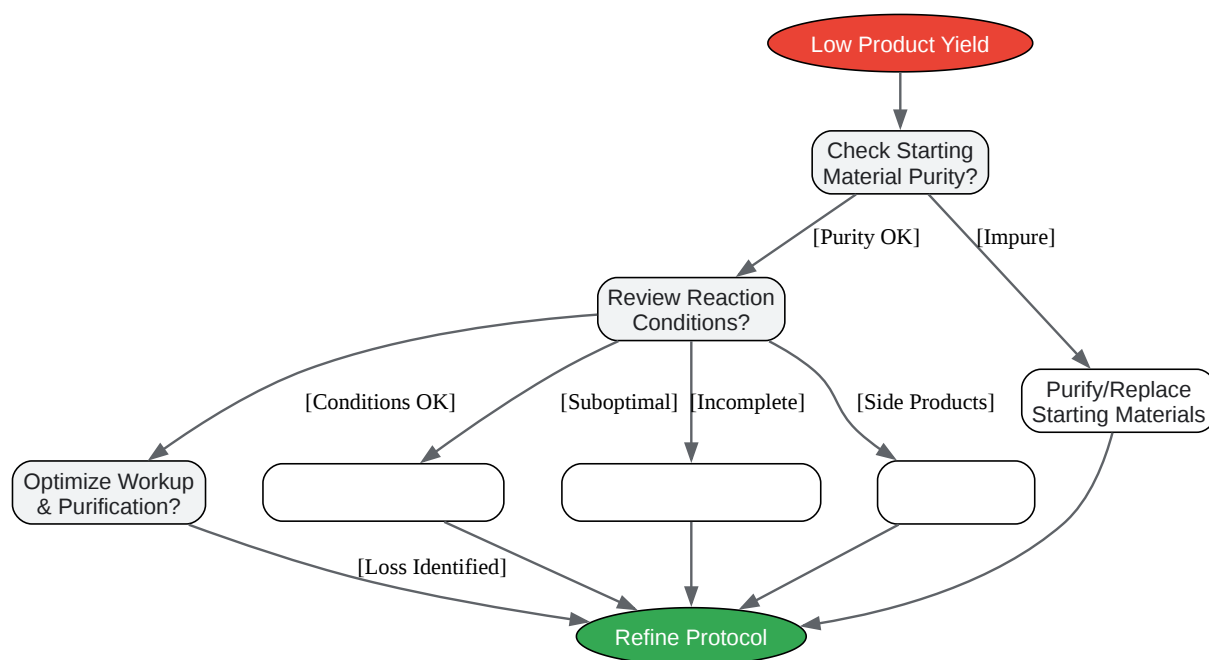 Low Product Yield
Check Starting
Material Purity?
[Purity OK]
[Impure]
Review Reaction
Conditions?
[Conditions OK]
[Suboptimal]
[Incomplete]
[Side Products]
Purify/Replace
Starting Materials
Optimize Workup
& Purification?
[Loss Identified]
Refine Protocol